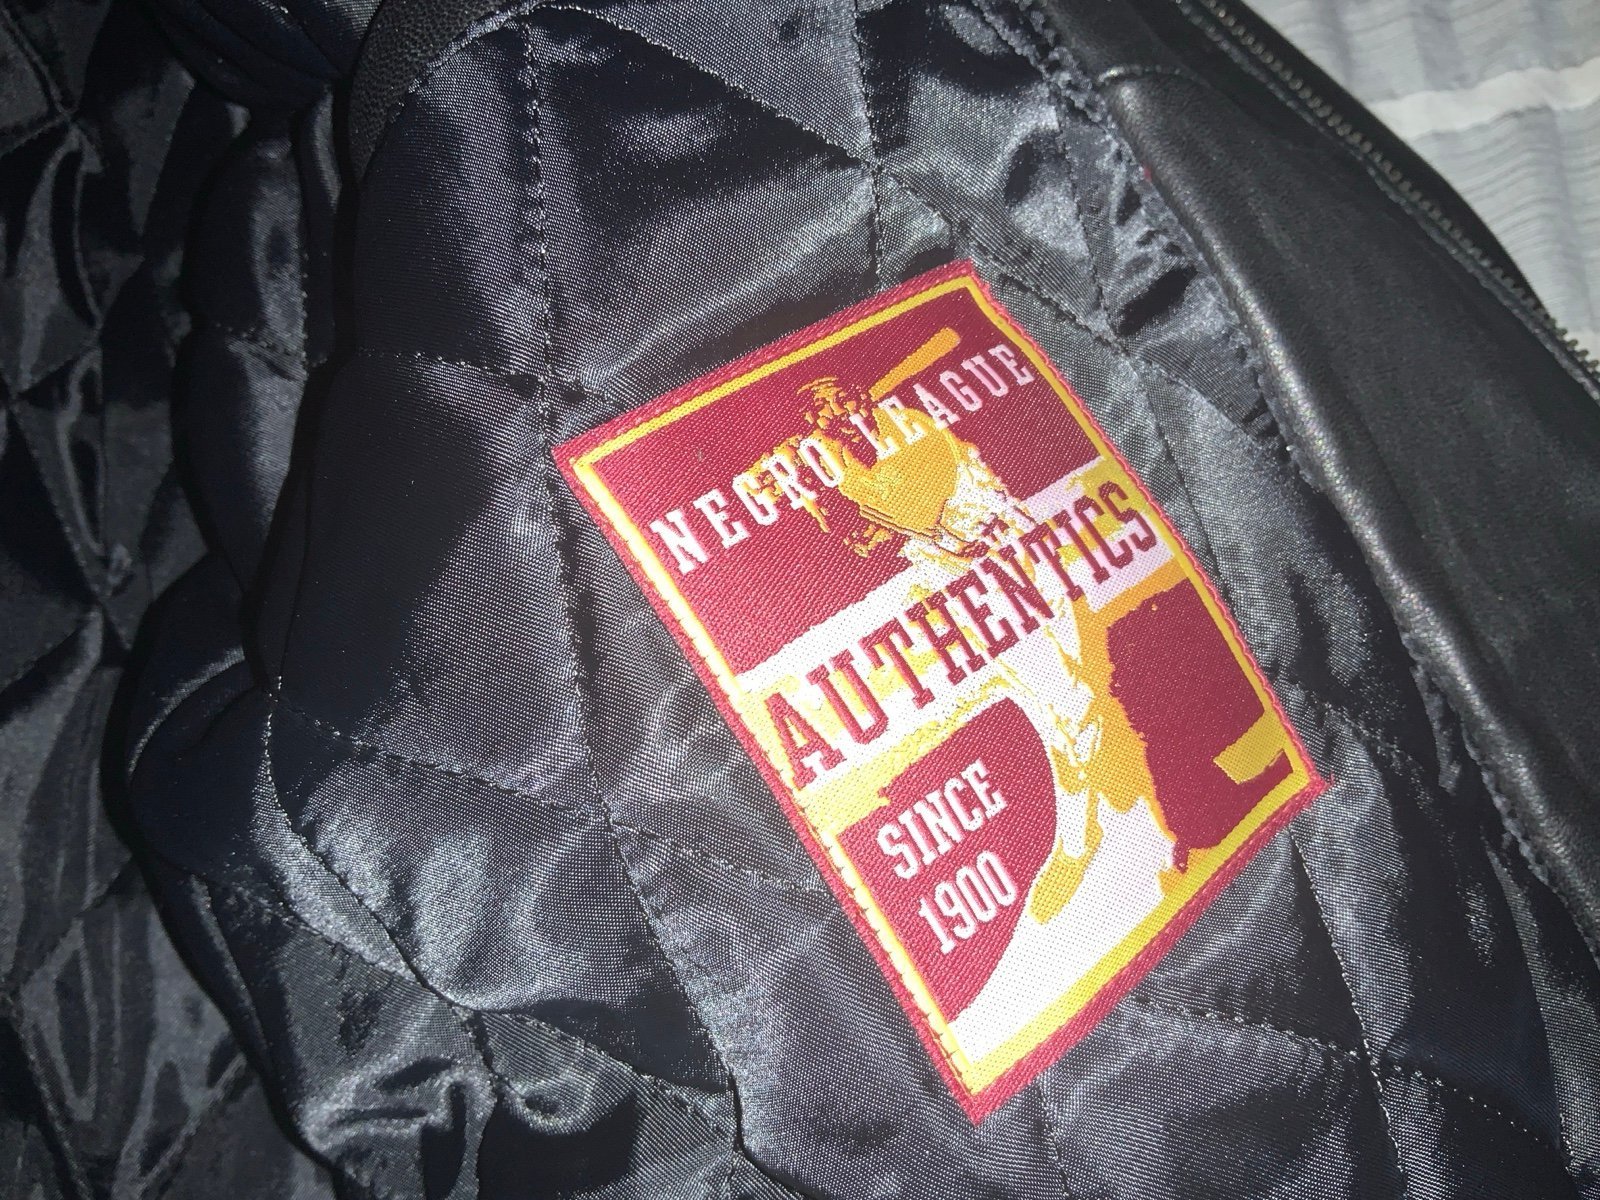 NEGRO LEAGUE
AUTHENTICS
SINCE
1900